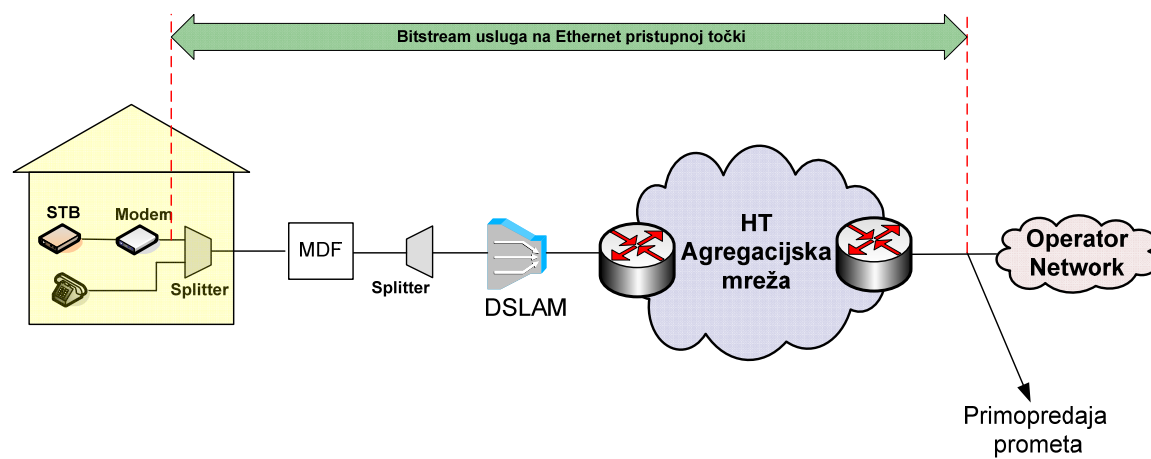 Bitstream usluga na Ethernet pristupnoj točki
STB
Modem
Splitter
MDF
Splitter
DSLAM
HT
Agregacijska
mreža
Operator
Network
Primopredaja
prometa